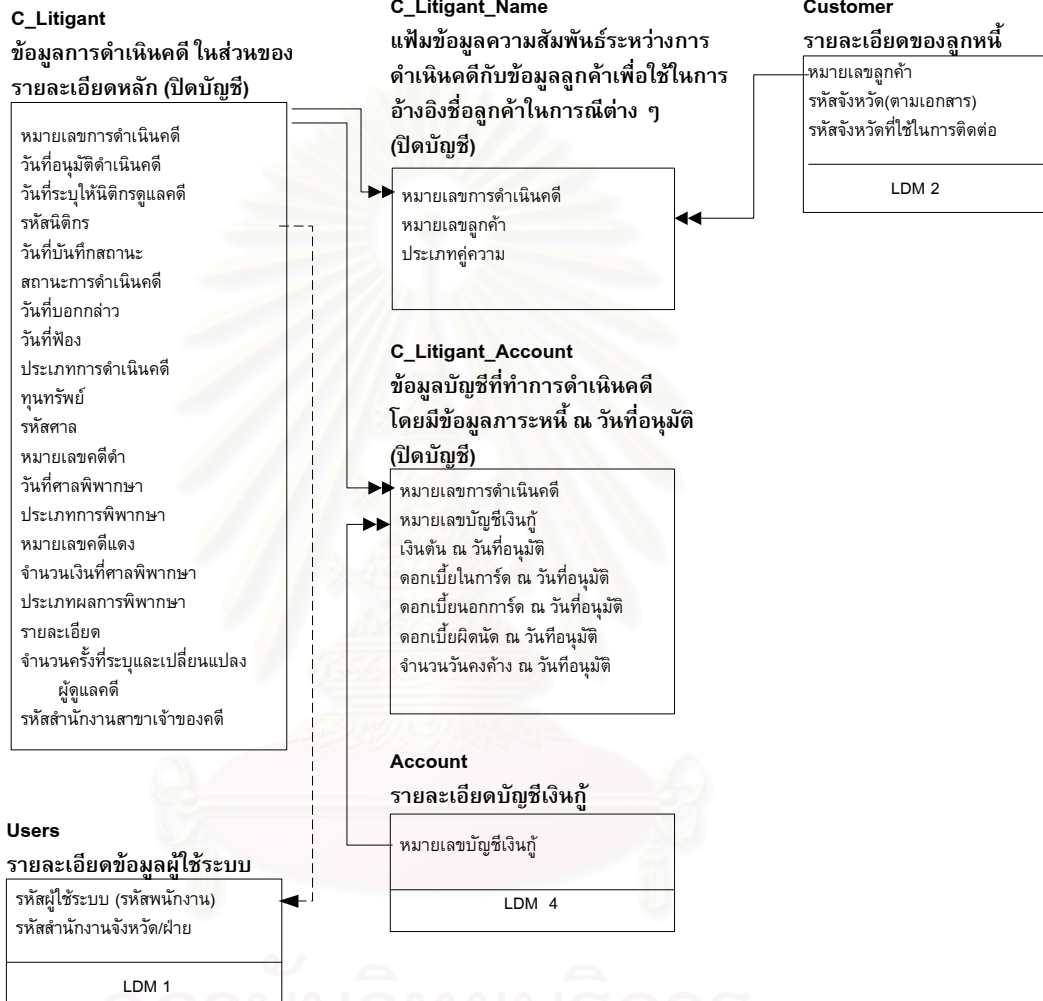 C_Litigant
ข้อมูลการดำเนินคดี ในส่วนของ
รายละเอียดหลัก (ปิดบัญชี)
หมายเลขการดำเนินคดี
วันที่อนุมัติดำเนินคดี
วันที่ระบุให้นิติกรดูแลคดี
รหัสนิติกร
วันที่บันทึกสถานะ
สถานะการดำเนินคดี
วันที่บอกกล่าว
วันที่ฟ้อง
ประเภทการดำเนินคดี
ทุนทรัพย์
รหัสศาล
หมายเลขคดีดำ
วันที่ศาลพิพากษา
ประเภทการพิพากษา
หมายเลขคดีแดง
จำนวนเงินที่ศาลพิพากษา
ประเภทผลการพิพากษา
รายละเอียด
จำนวนครั้งที่ระบุและเปลี่ยนแปลง
ผู้ดูแลคดี
รหัสสำนักงานสาขาเจ้าของคดี
Users
รายละเอียดข้อมูลผู้ใช้ระบบ
รหัสผู้ใช้ระบบ (รหัสพนักงาน)
รหัสสำนักงานจังหวัด/ฝ่าย
LDM 1
C_Litigant_Name
แฟ้มข้อมูลความสัมพันธ์ระหว่างการ
ดำเนินคดีกับข้อมูลลูกค้าเพื่อใช้ในการ
อ้างอิงชื่อลูกค้าในการณีต่าง ๆ
(ปิดบัญชี)
หมายเลขการดำเนินคดี
หมายเลขลูกค้า
ประเภทคู่ความ
C_Litigant_Account
ข้อมูลบัญชีที่ทำการดำเนินคดี
โดยมีข้อมูลภาระหนี้ ณ วันที่อนุมัติ
(ปิดบัญชี)
หมายเลขการดำเนินคดี
หมายเลขบัญชีเงินกู้
เงินต้น ณ วันที่อนุมัติ
ดอกเบี้ยในการ์ด ณ วันที่อนุมัติ
ดอกเบี้ยนอกการ์ด ณ วันที่อนุมัติ
ดอกเบี้ยผิดนัด ณ วันทีอนุมัติ
จำนวนวันคงค้าง ณ วันทีอนุมัติ
Account
รายละเอียดบัญชีเงินกู้
หมายเลขบัญชีเงินกู้
LDM 4
Customer
รายละเอียดของลูกหนี้
หมายเลขลูกค้า
รหัสจังหวัด(ตามเอกสาร)
รหัสจังหวัดที่ใช้ในการติดต่อ
LDM 2